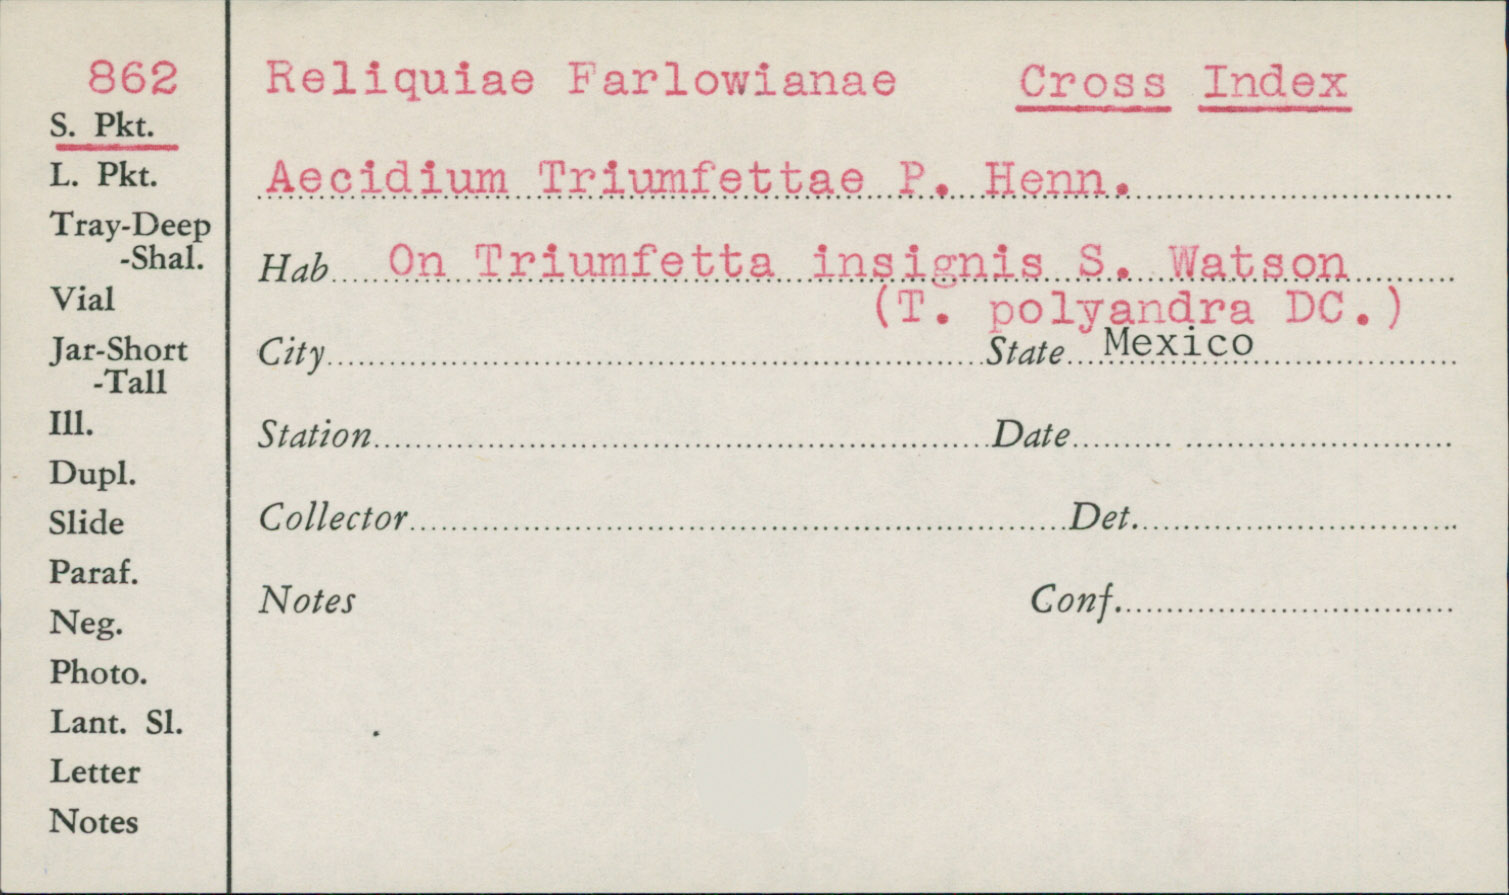 862
S. Pkt.
L. Pkt.
Tray-Deep
-Shal.
Vial
Jar-Short
-Tall
Ill.
Dupl.
Slide
Paraf.
Neg.
Photo.
Lant. Sl.
Letter
Notes
Reliquiae Farlowianae Cross Index
Aecidium Triumfettae P. Henn.
Hab On Triumfetta insignis S. Watson
(T. polyandra DC.)
City State Mexico
Station Date
Collector Det.
Notes Conf.